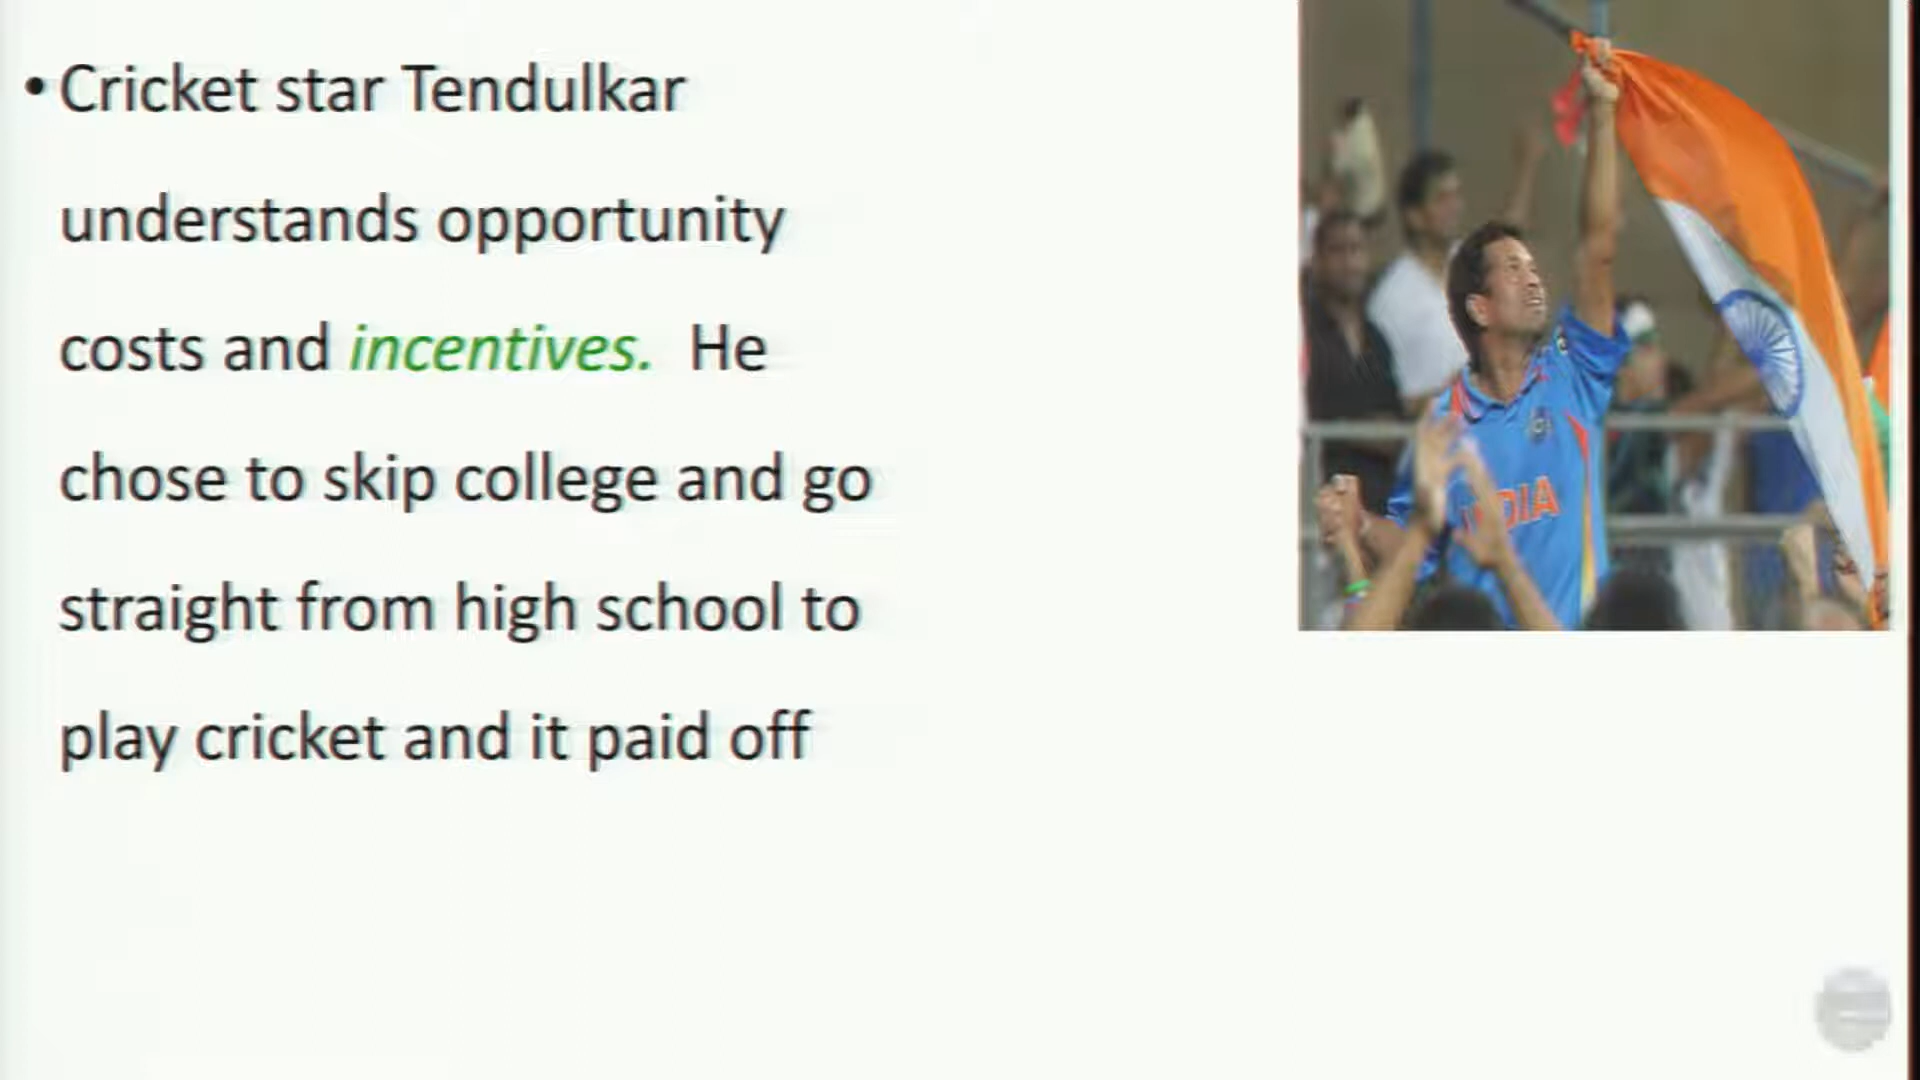 • Cricket star Tendulkar
understands opportunity
costs and incentives. He
chose to skip college and go
straight from high school to
play cricket and it paid off
INDIA